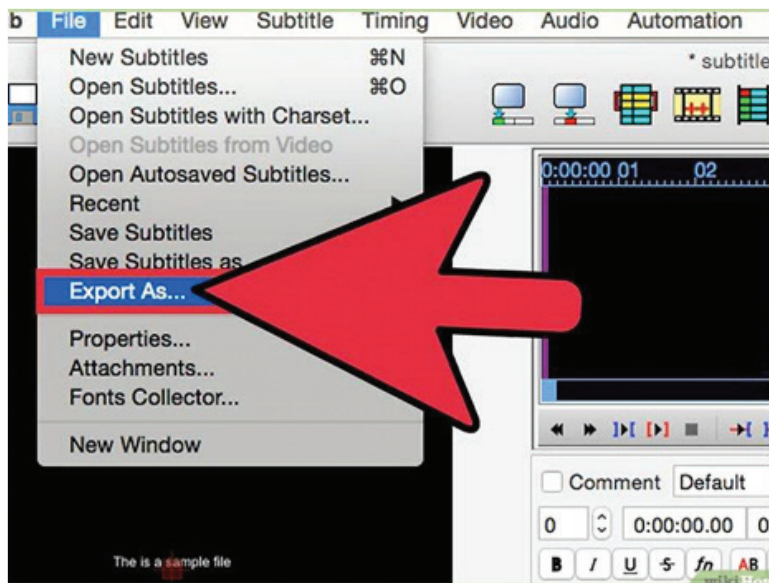 b File Edit View Subtitle Timing Video Audio Automation
New Subtitles ⌘N
* subtitle
Open Subtitles... ⌘O
Open Subtitles with Charset...
Open Subtitles from Video
Open Autosaved Subtitles...
Recent
Save Subtitles
Save Subtitles as
Export As...
Properties...
Attachments...
Fonts Collector...
New Window
0:00:00 01 02
Comment Default
0 0:00:00.00 0
B I U S fn AB
The is a sample file